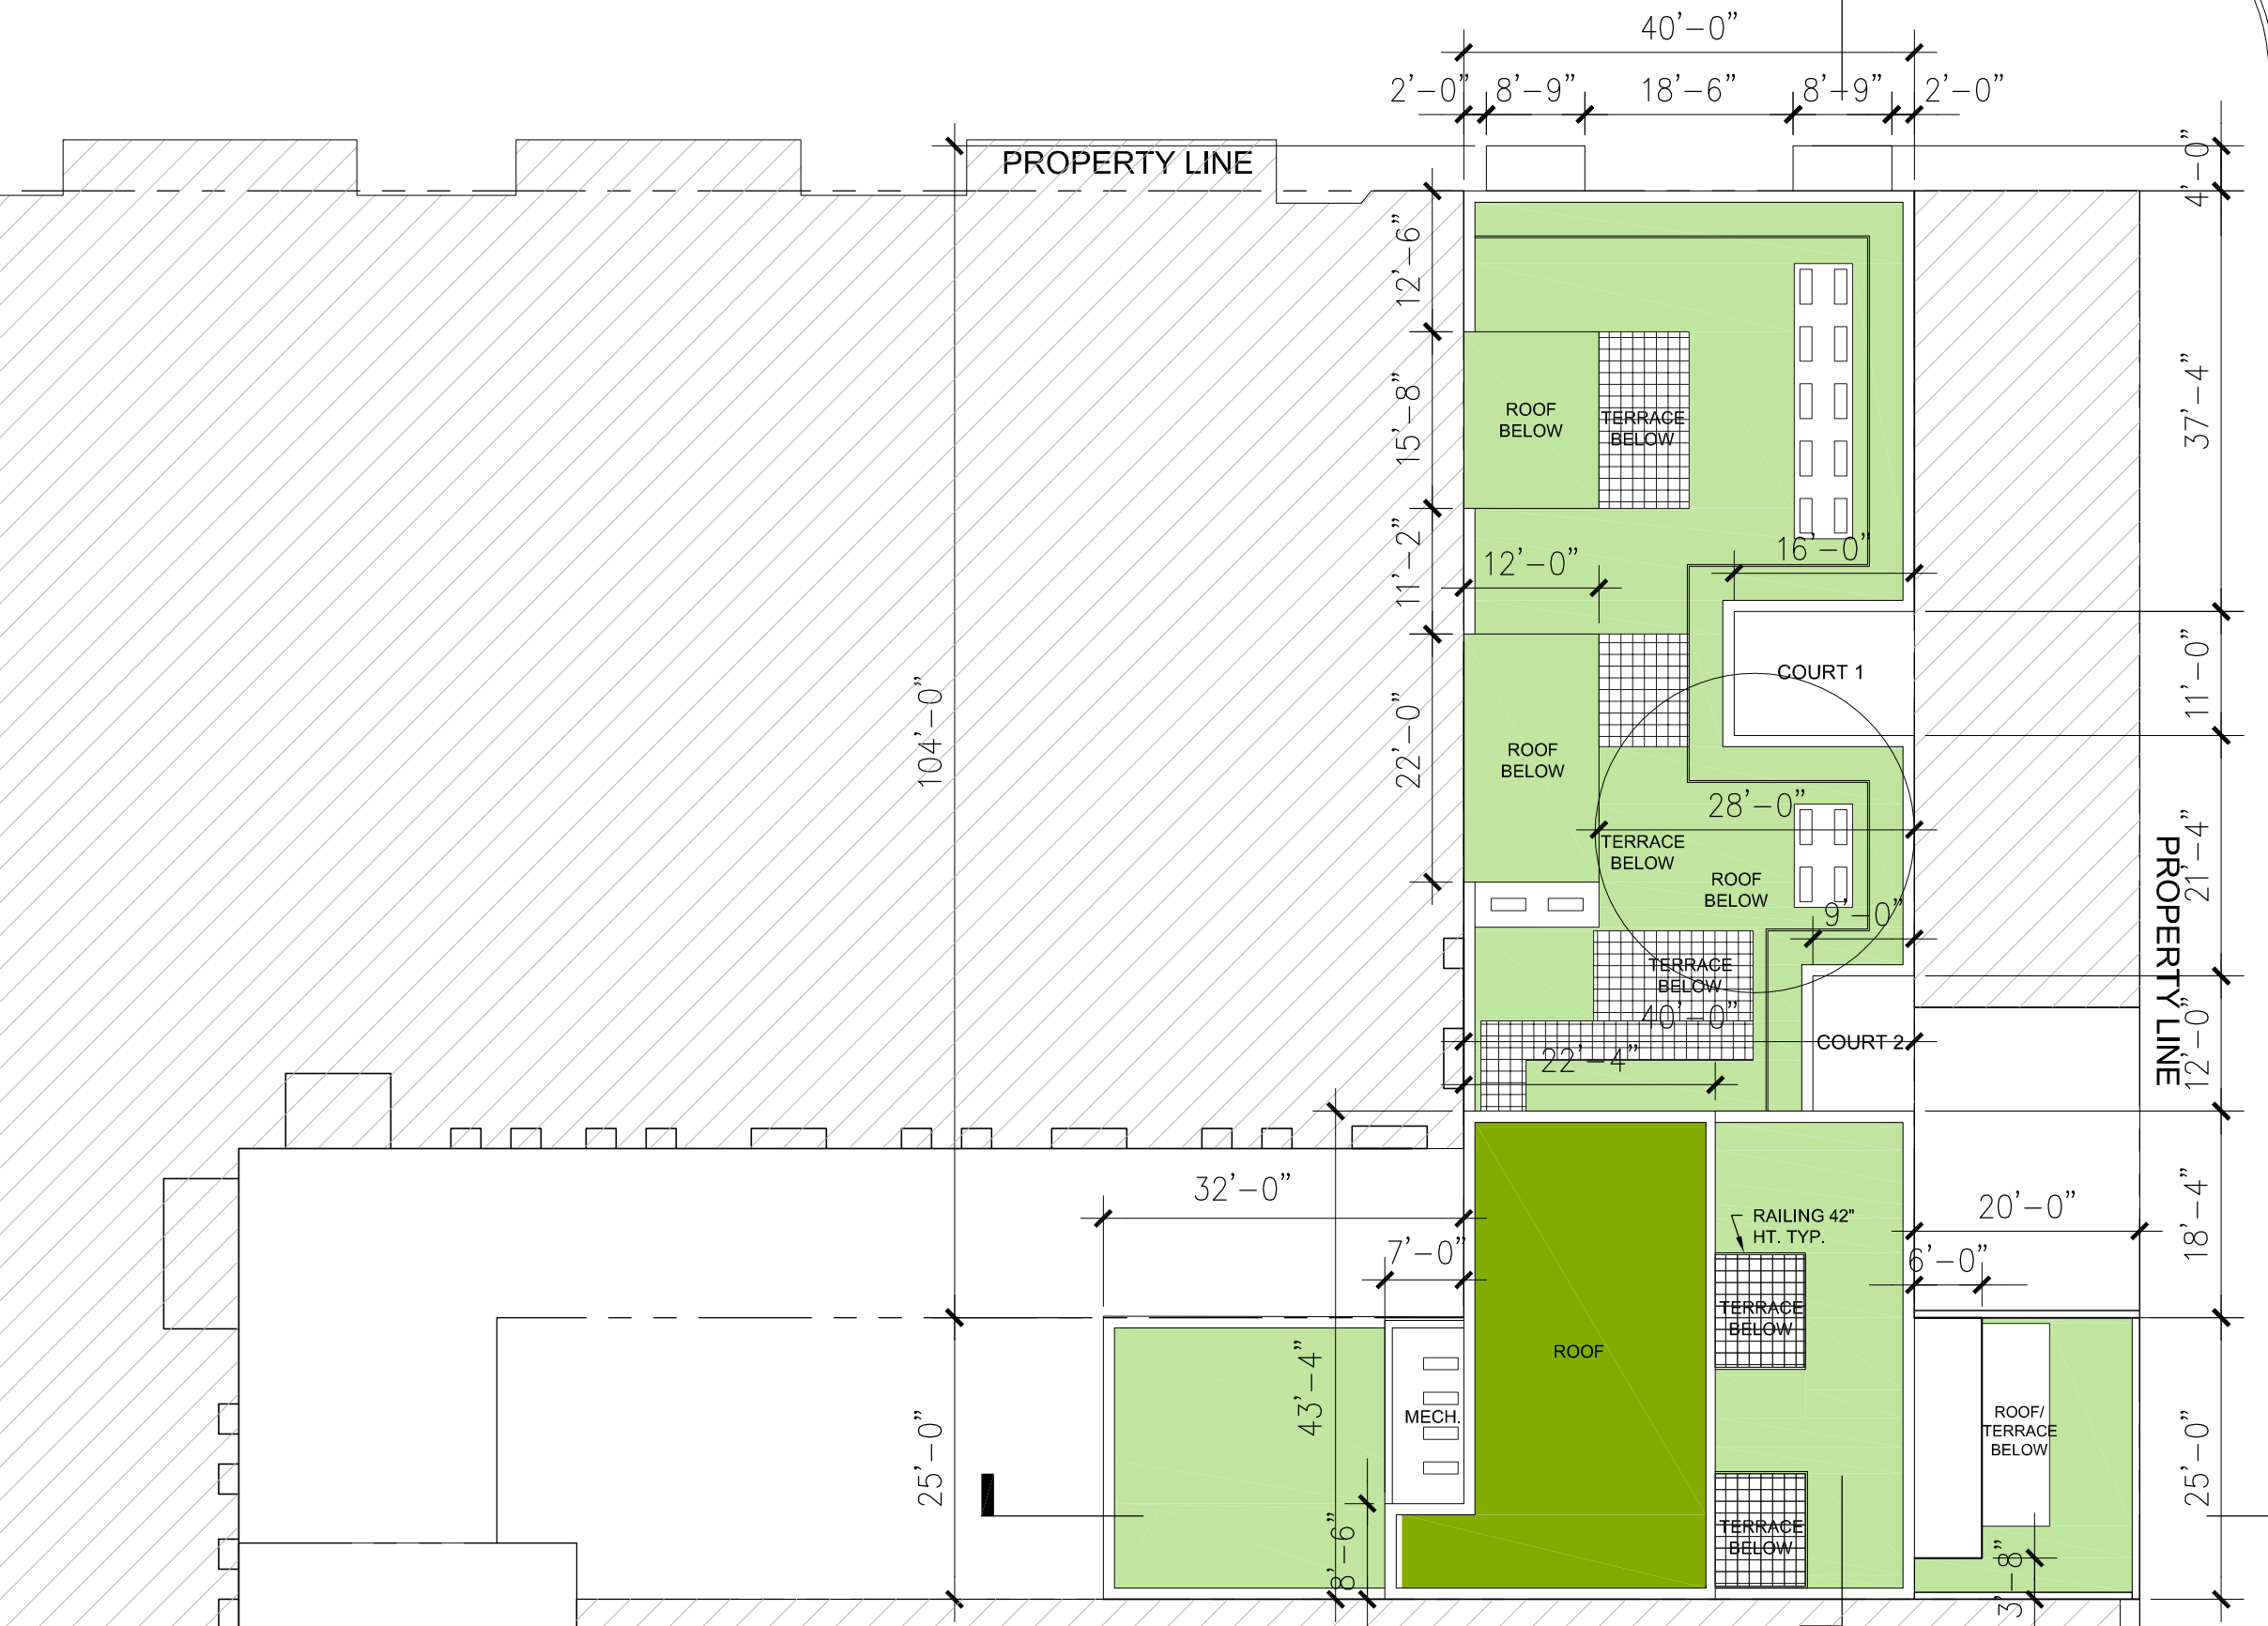 40'-0"
2'-0" 8'-9" 18'-6" 8'-9" 2'-0"
4'-0"
PROPERTY LINE
12'-6"
37'-4"
15'-8"
ROOF
BELOW
TERRACE
BELOW
11'-2"
12'-0"
16'-0"
11'-0"
COURT 1
104'-0"
22'-0"
ROOF
BELOW
28'-0"
TERRACE
BELOW
ROOF
BELOW
21'-4"
PROPERTY LINE
9'-0"
TERRACE
BELOW
40'-0"
COURT 2
12'-0"
22'-4"
32'-0"
20'-0"
18'-4"
RAILING 42"
HT. TYP.
7'-0"
6'-0"
TERRACE
BELOW
ROOF
43'-4"
MECH.
ROOF/
TERRACE
BELOW
25'-0"
25'-0"
8'-6"
TERRACE
BELOW
3'-8"